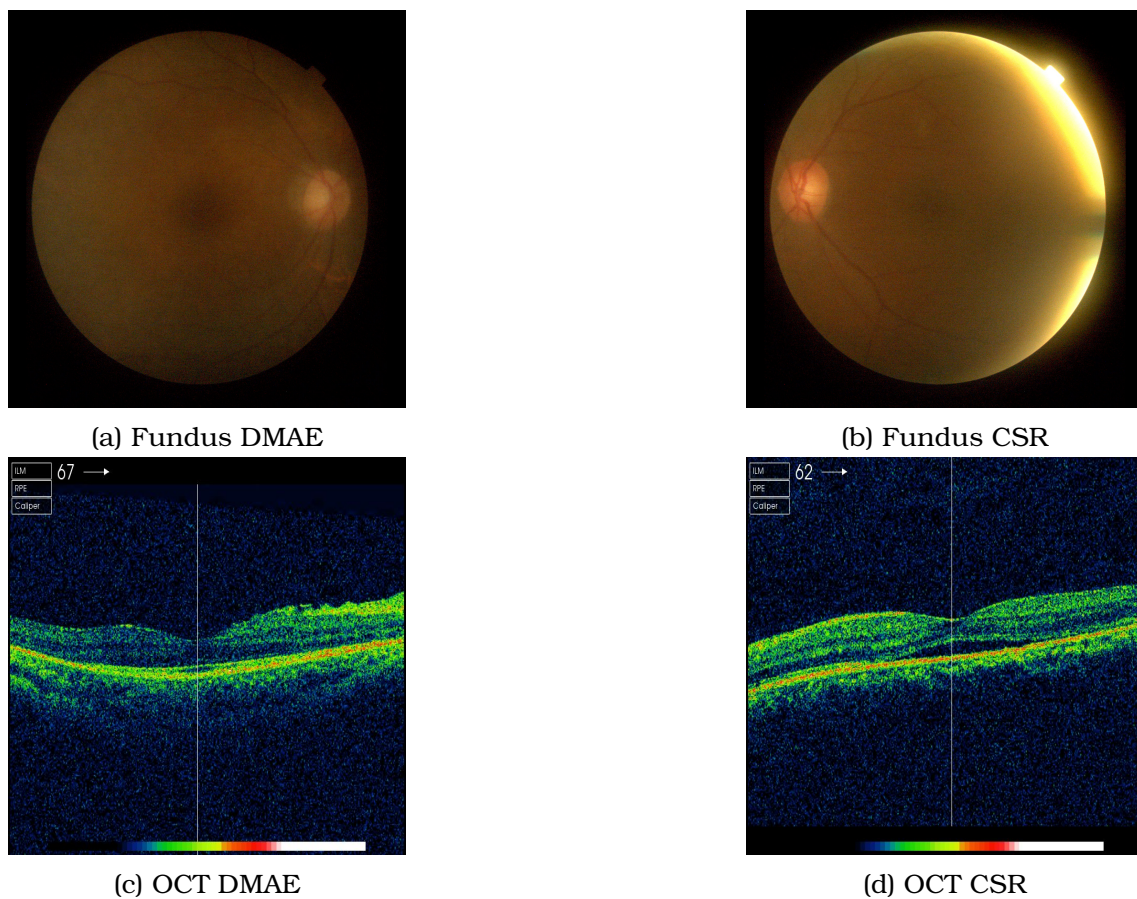 (a) Fundus DMAE
(b) Fundus CSR
ILM 67
RPE
Caliper
ILM 62
RPE
Caliper
(c) OCT DMAE
(d) OCT CSR